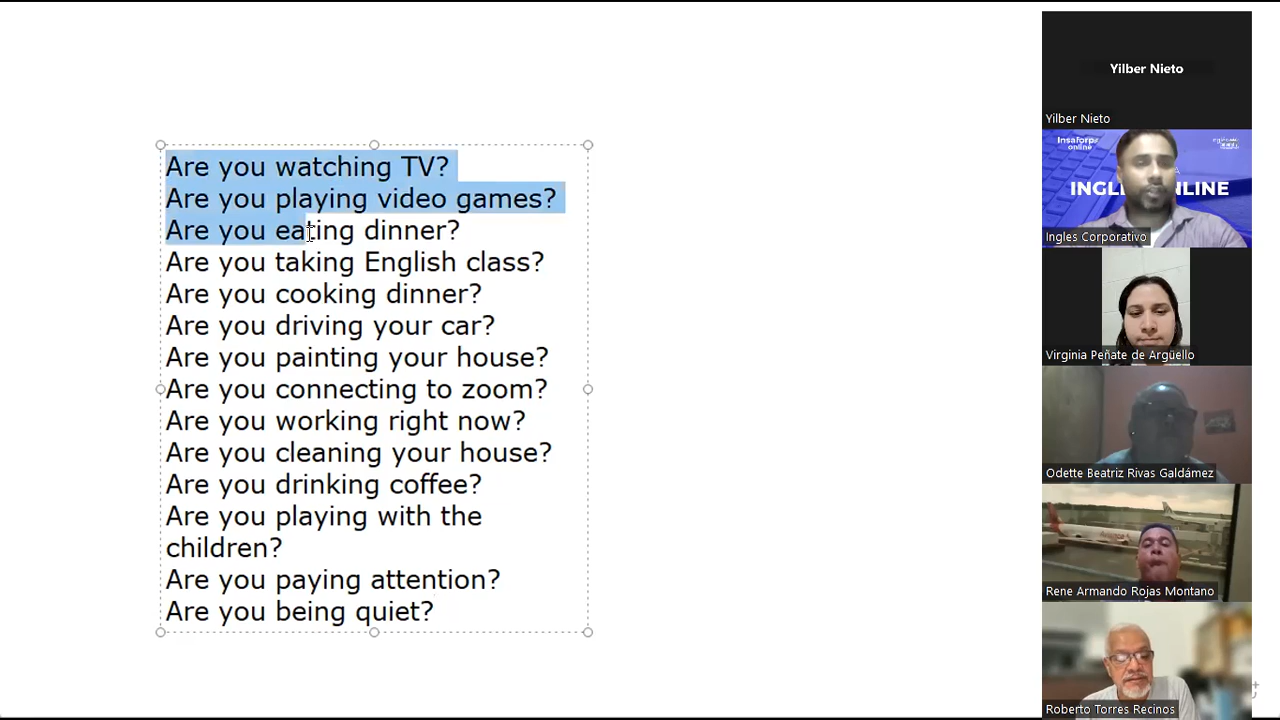 Are you watching TV?
Are you playing video games?
Are you eating dinner?
Are you taking English class?
Are you cooking dinner?
Are you driving your car?
Are you painting your house?
Are you connecting to zoom?
Are you working right now?
Are you cleaning your house?
Are you drinking coffee?
Are you playing with the
children?
Are you paying attention?
Are you being quiet?
Yilber Nieto
Yilber Nieto
Insaforp
online
INGL
NLINE
Ingles Corporativo
Virginia Peñate de Argüello
Odette Beatriz Rivas Galdámez
Rene Armando Rojas Montano
Roberto Torres Recinos